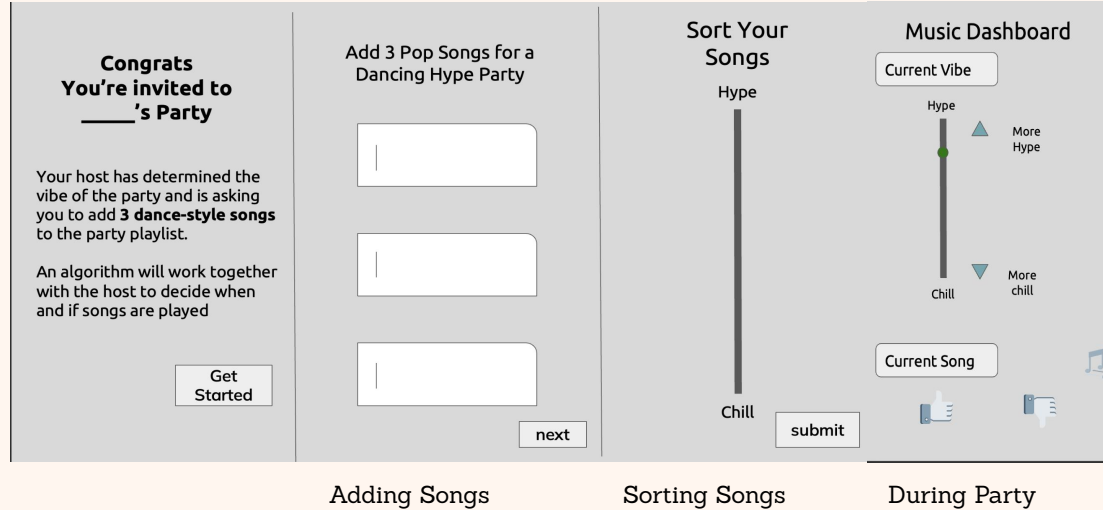 Congrats
You're invited to
_____'s Party
Your host has determined the
vibe of the party and is asking
you to add 3 dance-style songs
to the party playlist.
An algorithm will work together
with the host to decide when
and if songs are played
Get
Started
Add 3 Pop Songs for a
Dancing Hype Party
next
Adding Songs
Sort Your
Songs
Hype
Chill
submit
Sorting Songs
Music Dashboard
Current Vibe
Hype
More
Hype
Chill
More
chill
Current Song
During Party